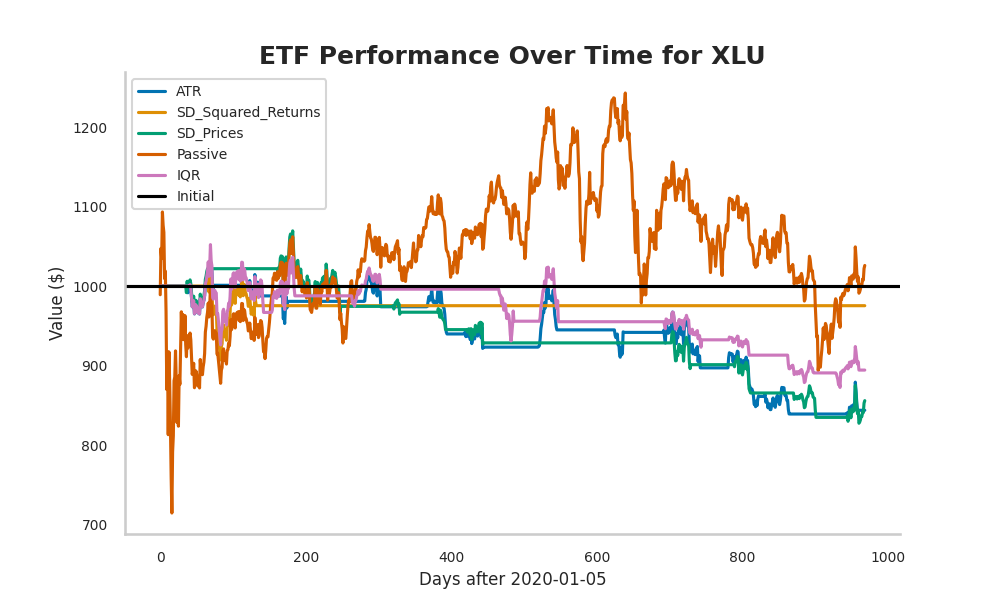 ETF Performance Over Time for XLU
ATR
SD_Squared_Returns
SD_Prices
Passive
IQR
Initial
Value ($)
1200
1100
1000
900
800
700
0 200 400 600 800 1000
Days after 2020-01-05